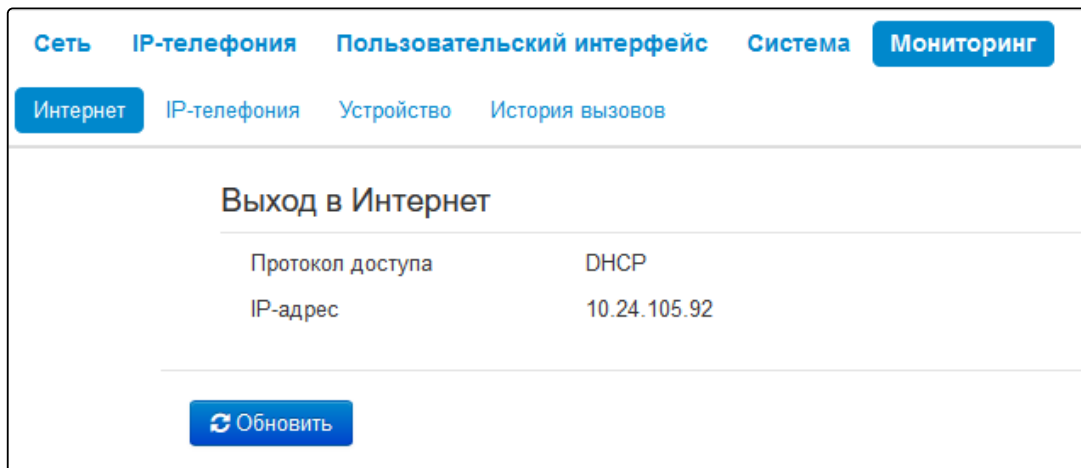 Сеть IP-телефония Пользовательский интерфейс Система Мониторинг
Интернет IP-телефония Устройство История вызовов
Выход в Интернет
Протокол доступа DHCP
IP-адрес 10.24.105.92
Обновить